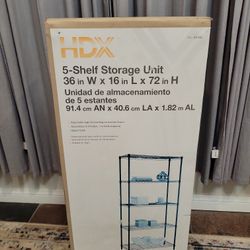 HDX
5-Shelf Storage Unit
36 in W x 16 in L x 72 in H
Unidad de almacenamiento
de 5 estantes
91.4 cm AN x 40.6 cm LA x 1.82 m AL